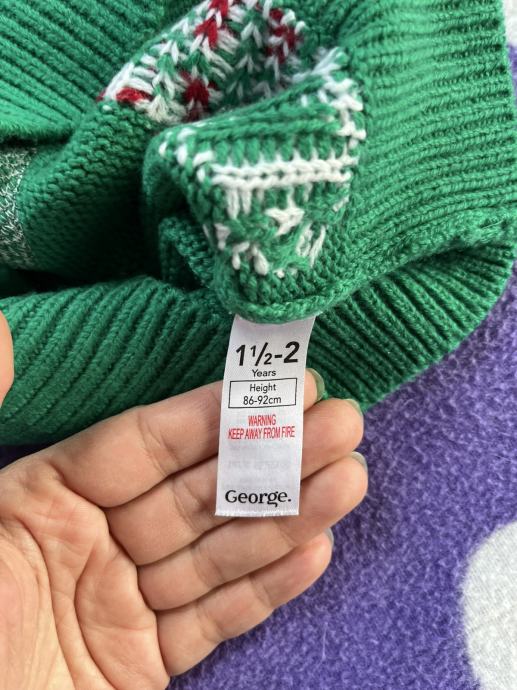 1½-2
Years
Height
86-92cm
WARNING
KEEP AWAY FROM FIRE
George.